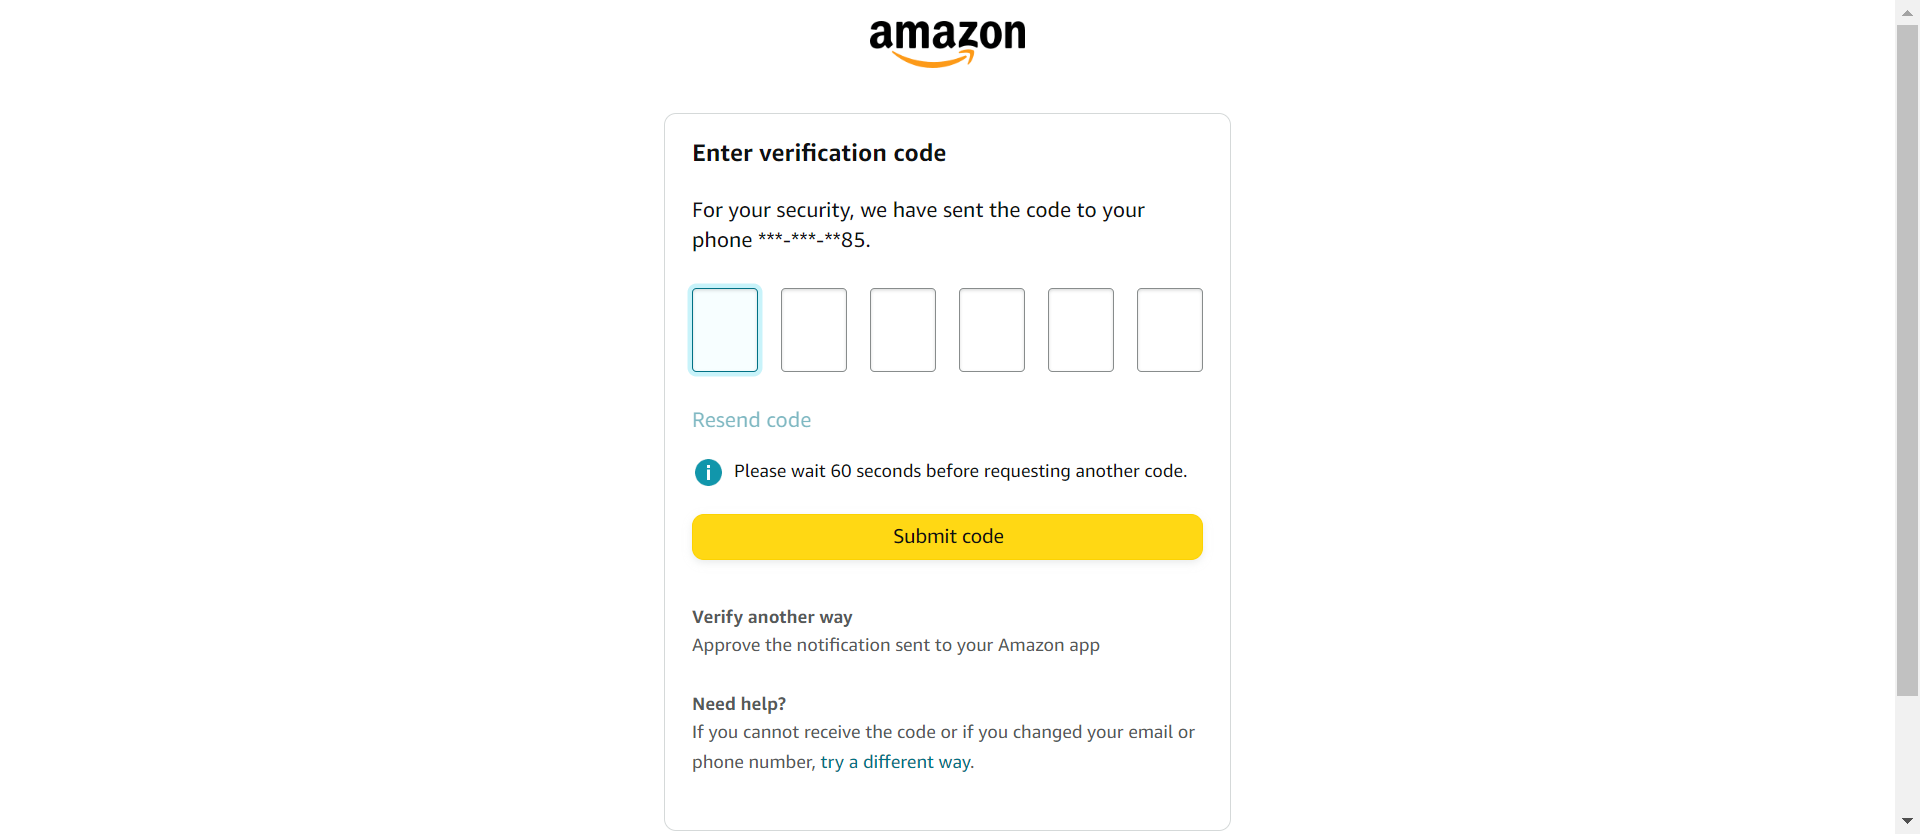 amazon
Enter verification code
For your security, we have sent the code to your
phone ***-***-**85.
Resend code
i Please wait 60 seconds before requesting another code.
Submit code
Verify another way
Approve the notification sent to your Amazon app
Need help?
If you cannot receive the code or if you changed your email or
phone number, try a different way.